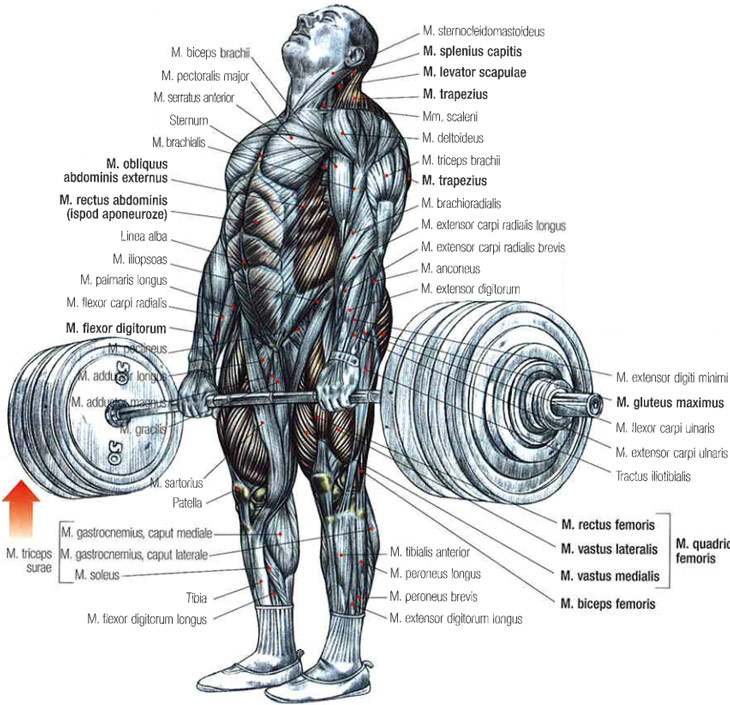 M. sternocleidomastoideus
M. splenius capitis
M. levator scapulae
M. trapezius
Mm. scaleni
M. deltoideus
M. triceps brachii
M. trapezius
M. brachioradialis
M. extensor carpi radialis longus
M. extensor carpi radialis brevis
M. anconeus
M. extensor digitorum
M. biceps brachii
M. pectoralis major
M. serratus anterior
Sternum
M. brachialis
M. obliquus
abdominis externus
M. rectus abdominis
(ispod aponeuroze)
Linea alba
M. iliopsoas
M. palmaris longus
M. flexor carpi radialis
M. flexor digitorum
M. pectineus
M. adductor longus
M. adductor magnus
M. gracilis
50
50
M. sartorius
Patella
M. extensor digiti minimi
M. gluteus maximus
M. flexor carpi ulnaris
M. extensor carpi ulnaris
Tractus iliotibialis
M. triceps
surae
M. gastrocnemius, caput mediale
M. gastrocnemius, caput laterale
M. soleus
Tibia
M. flexor digitorum longus
M. tibialis anterior
M. peroneus longus
M. peroneus brevis
M. extensor digitorum longus
M. rectus femoris
M. vastus lateralis
M. vastus medialis
M. biceps femoris
M. quadric
femoris